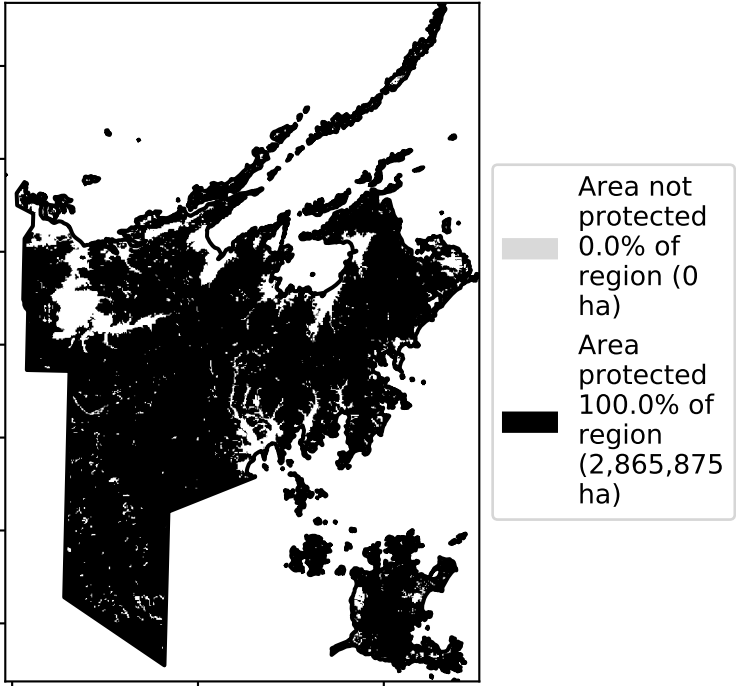 Area not
protected
0.0% of
region (0
ha)
Area
protected
100.0% of
region
(2,865,875
ha)